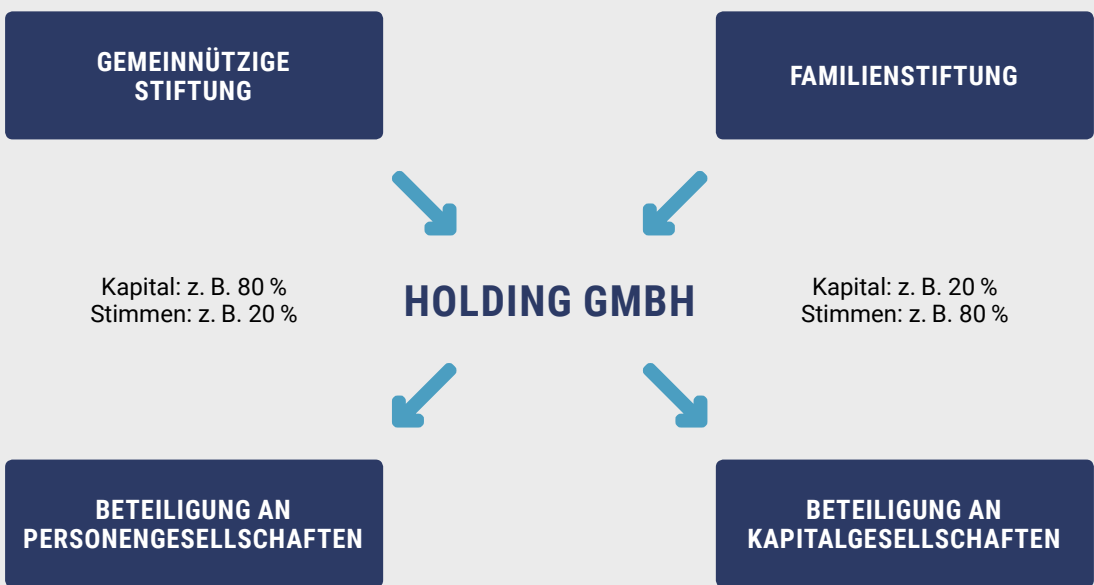 GEMEINNÜTZIGE
STIFTUNG
FAMILIENSTIFTUNG
Kapital: z. B. 80 %
Stimmen: z. B. 20 %
HOLDING GMBH
Kapital: z. B. 20 %
Stimmen: z. B. 80 %
BETEILIGUNG AN
PERSONENGESELLSCHAFTEN
BETEILIGUNG AN
KAPITALGESELLSCHAFTEN